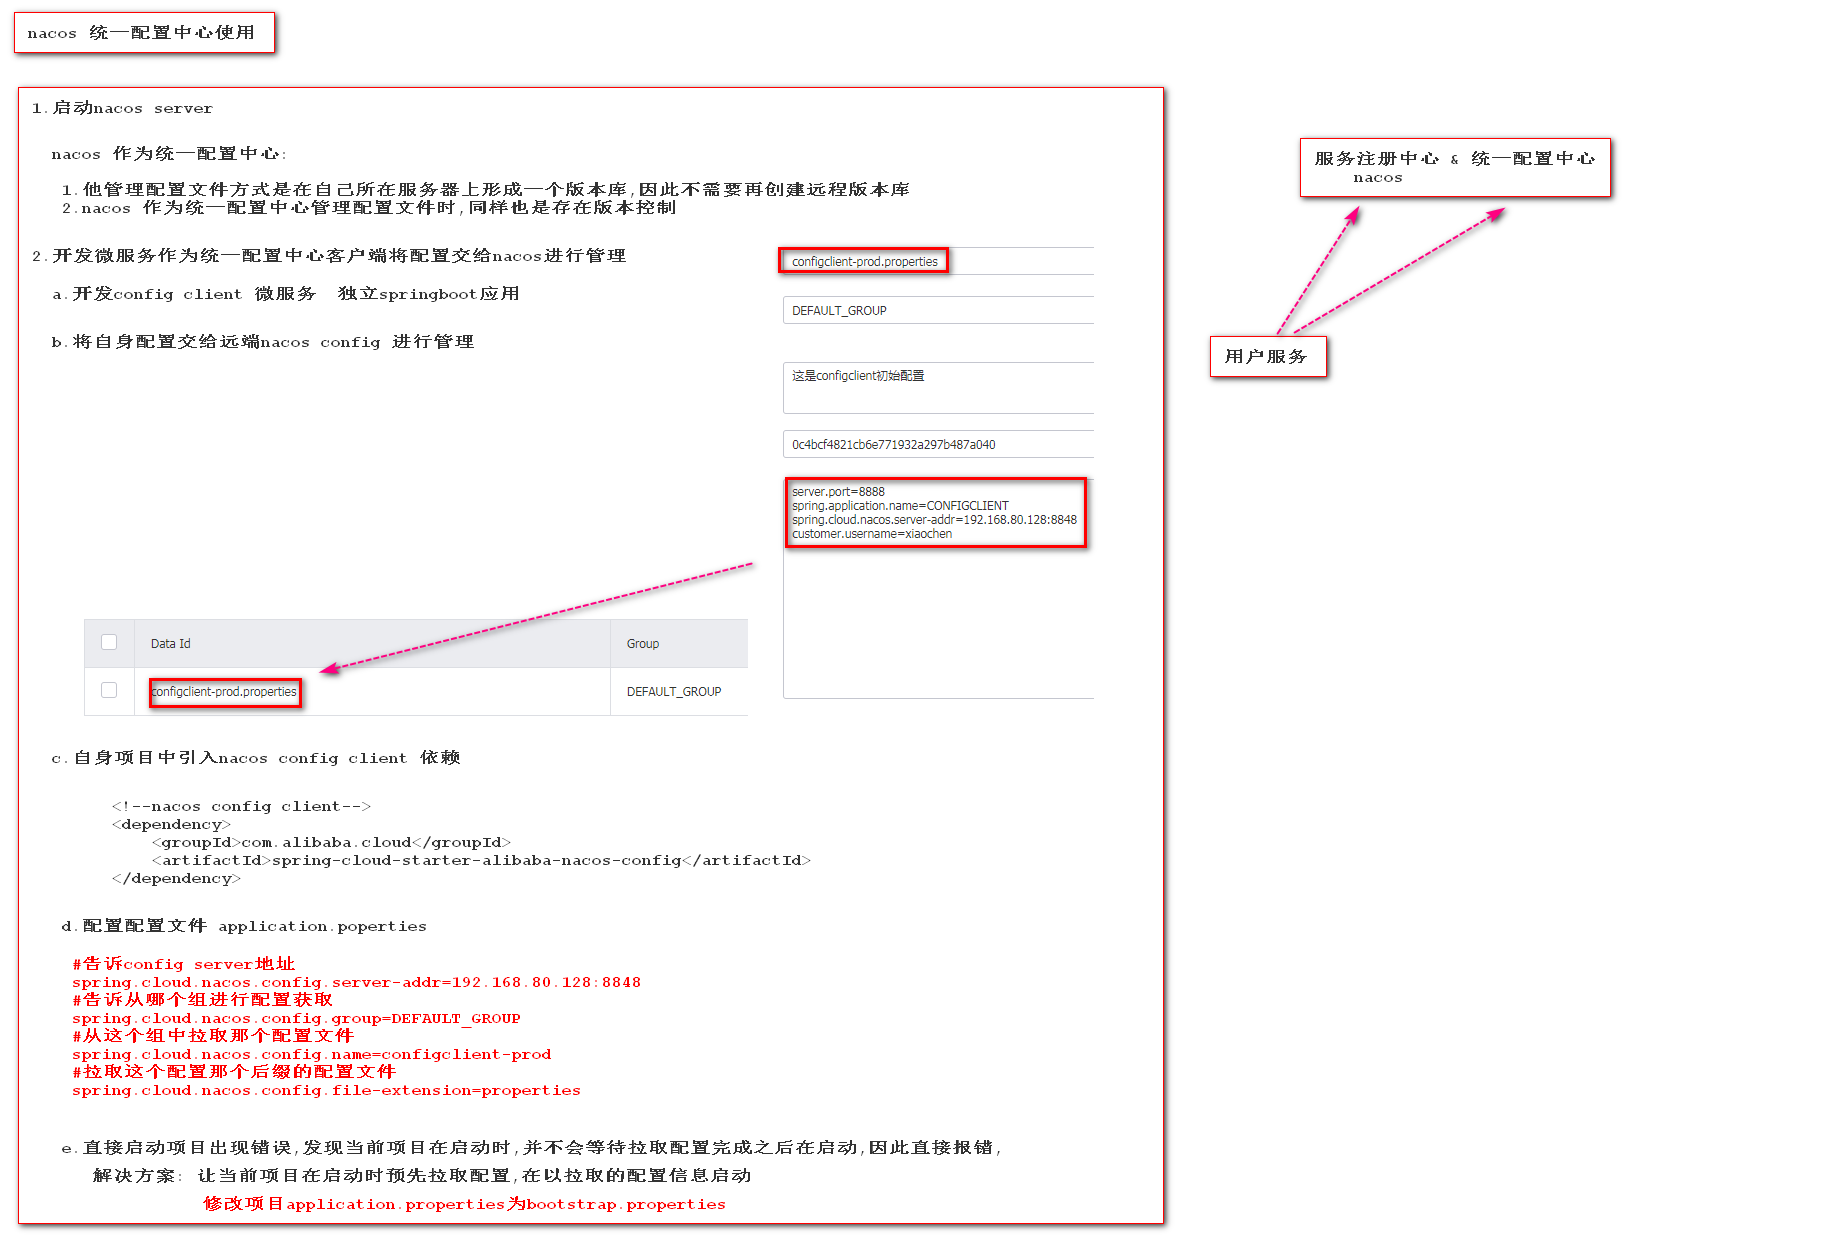 nacos 统一配置中心使用
1.启动nacos server
nacos 作为统一配置中心:
1.他管理配置文件方式是在自己所在服务器上形成一个版本库,因此不需要再创建远程版本库
2.nacos 作为统一配置中心管理配置文件时,同样也是存在版本控制
2.开发微服务作为统一配置中心客户端将配置交给nacos进行管理
a.开发config client 微服务  独立springboot应用
b.将自身配置交给远端nacos config 进行管理
configclient-prod.properties
DEFAULT_GROUP
这是configclient初始配置
0c4bcf4821cb6e771932a297b487a040
server.port=8888
spring.application.name=CONFIGCLIENT
spring.cloud.nacos.server-addr=192.168.80.128:8848
customer.username=xiaochen
Data Id Group
configclient-prod.properties DEFAULT_GROUP
c.自身项目中引入nacos config client 依赖
<!--nacos config client-->
<dependency>
<groupId>com.alibaba.cloud</groupId>
<artifactId>spring-cloud-starter-alibaba-nacos-config</artifactId>
</dependency>
d.配置配置文件 application.poperties
#告诉config server地址
spring.cloud.nacos.config.server-addr=192.168.80.128:8848
#告诉从哪个组进行配置获取
spring.cloud.nacos.config.group=DEFAULT_GROUP
#从这个组中拉取那个配置文件
spring.cloud.nacos.config.name=configclient-prod
#拉取这个配置那个后缀的配置文件
spring.cloud.nacos.config.file-extension=properties
e.直接启动项目出现错误,发现当前项目在启动时,并不会等待拉取配置完成之后在启动,因此直接报错,
解决方案: 让当前项目在启动时预先拉取配置,在以拉取的配置信息启动
修改项目application.properties为bootstrap.properties
服务注册中心 & 统一配置中心
nacos
用户服务